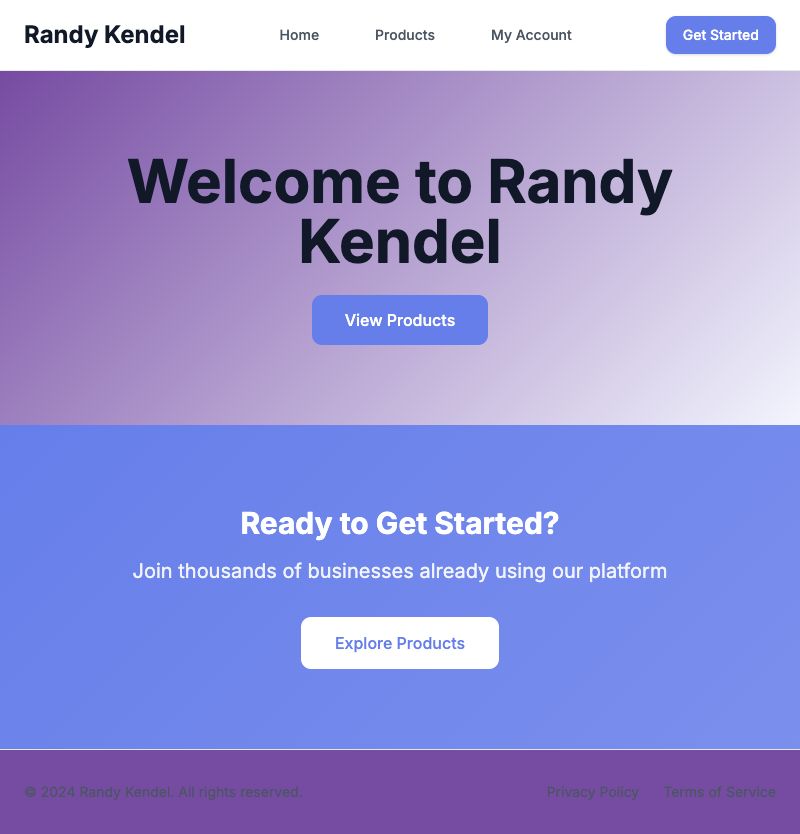 Randy Kendel
Home
Products
My Account
Get Started
Welcome to Randy
Kendel
View Products
Ready to Get Started?
Join thousands of businesses already using our platform
Explore Products
© 2024 Randy Kendel. All rights reserved.
Privacy Policy
Terms of Service